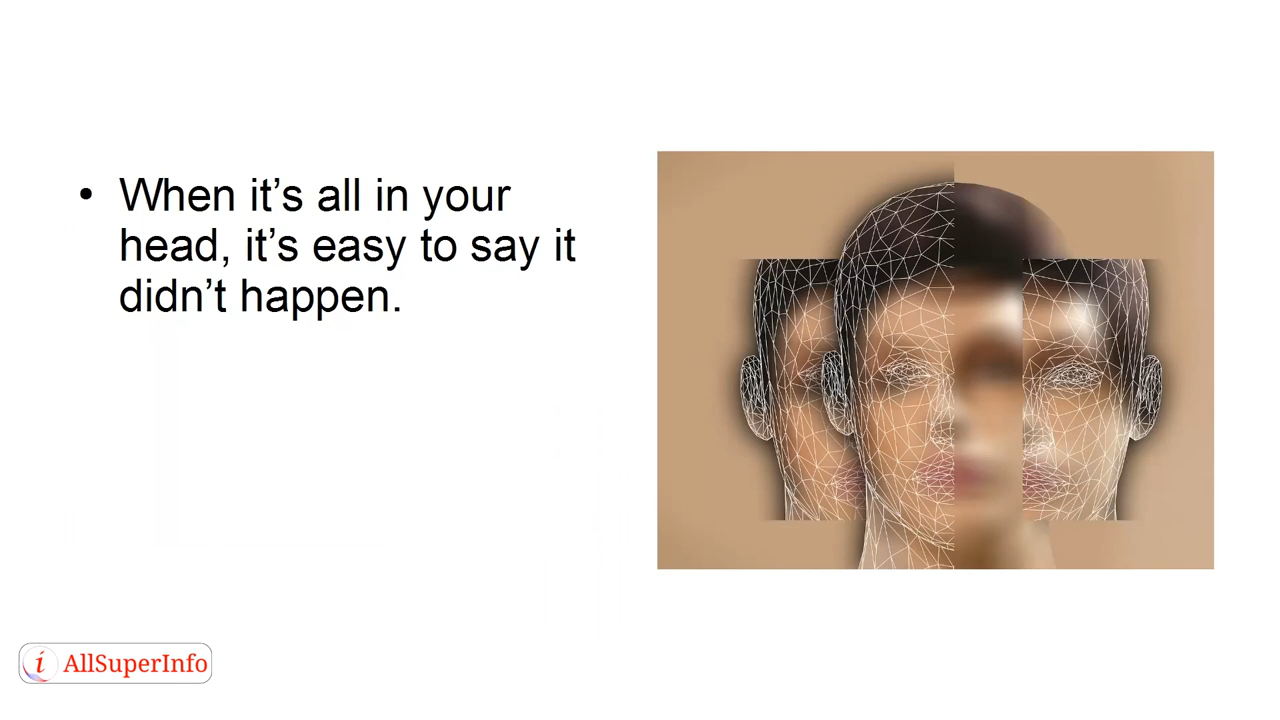 • When it’s all in your
head, it’s easy to say it
didn’t happen.
i AllSuperInfo